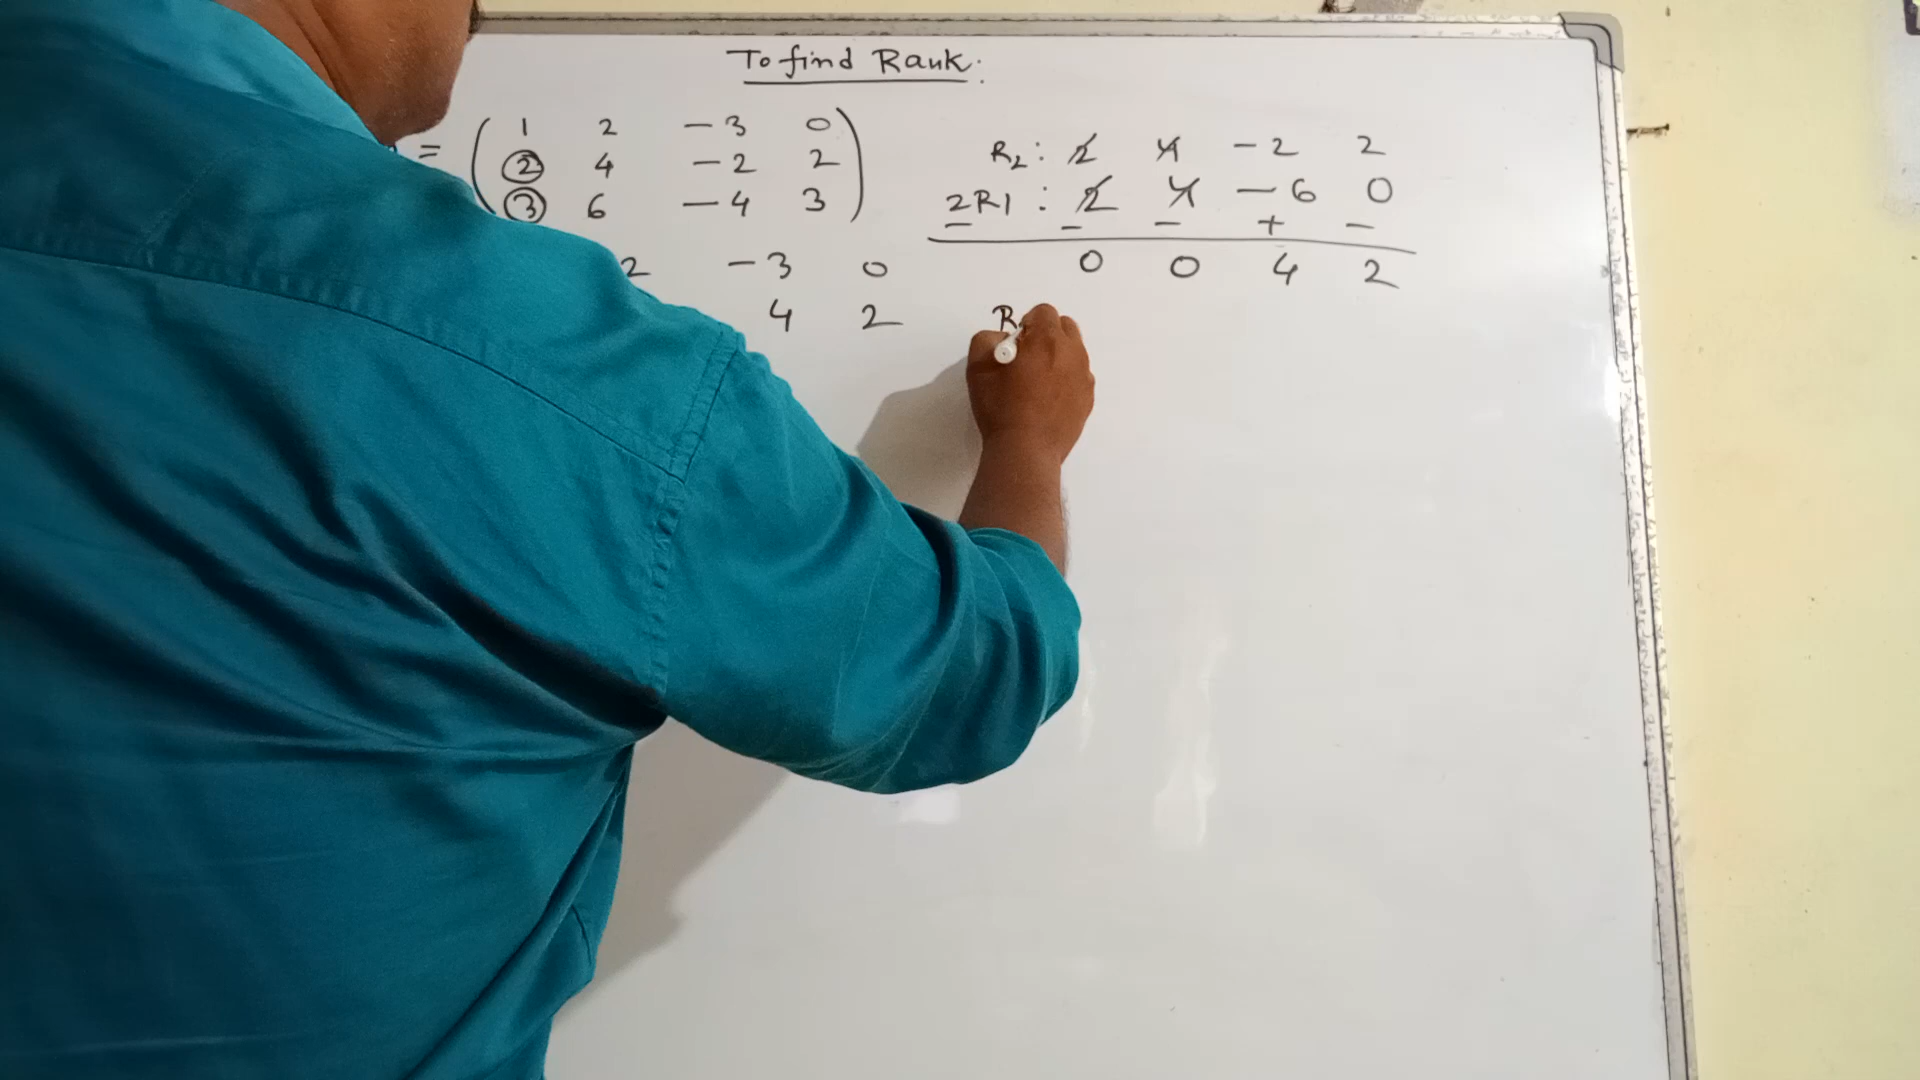 To find Rank:
= ( 1 2 -3 0
2 4 -2 2
3 6 -4 3 )
R2: 2 4 -2 2
2R1: 2 4 -6 0
- - - + -
0 0 4 2
2 -3 0
4 2 R